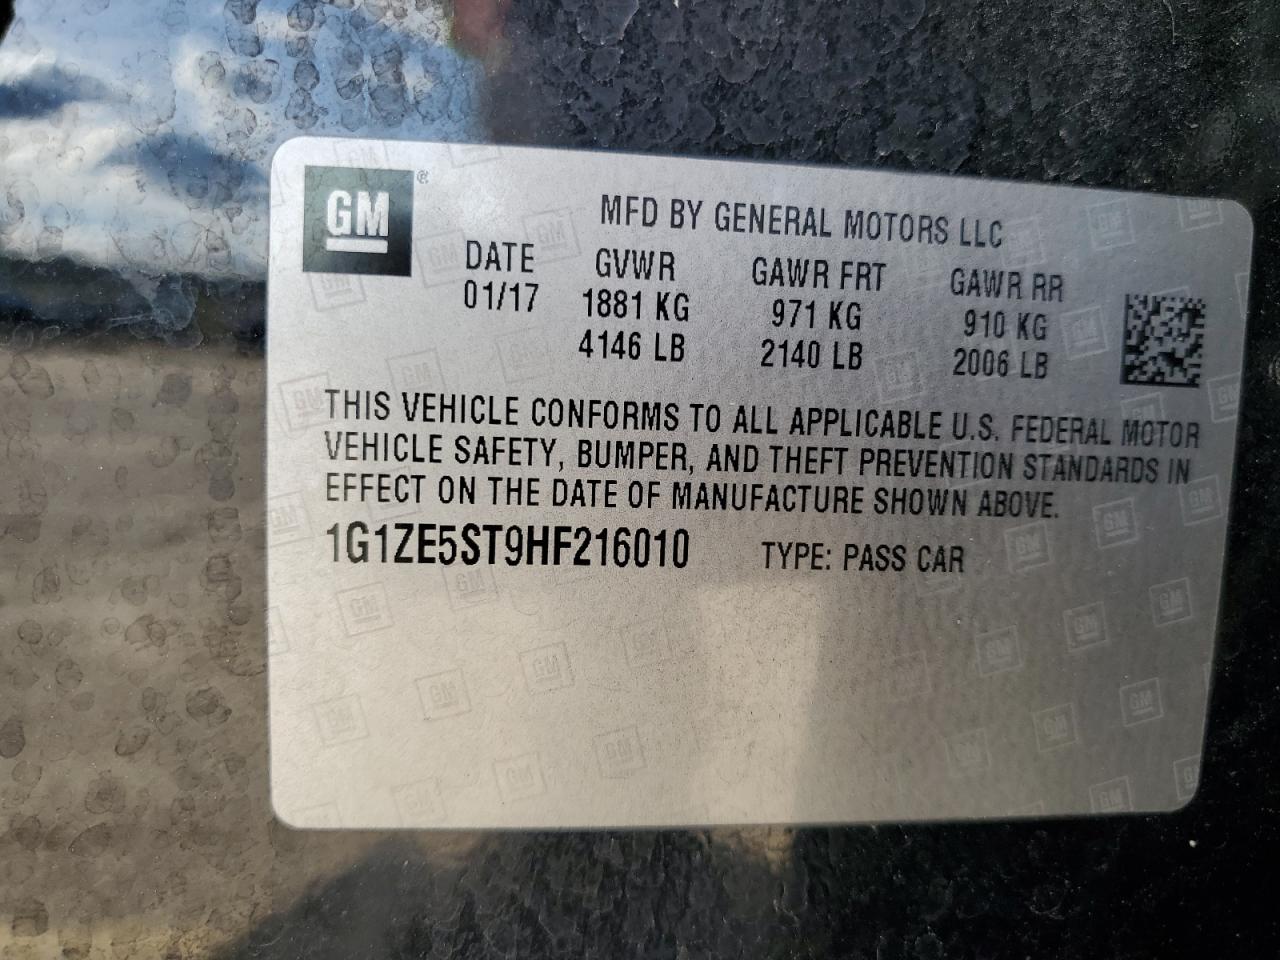 GM®
MFD BY GENERAL MOTORS LLC
DATE GVWR GAWR FRT GAWR RR
01/17 1881 KG 971 KG 910 KG
4146 LB 2140 LB 2006 LB
THIS VEHICLE CONFORMS TO ALL APPLICABLE U.S. FEDERAL MOTOR
VEHICLE SAFETY, BUMPER, AND THEFT PREVENTION STANDARDS IN
EFFECT ON THE DATE OF MANUFACTURE SHOWN ABOVE.
1G1ZE5ST9HF216010 TYPE: PASS CAR